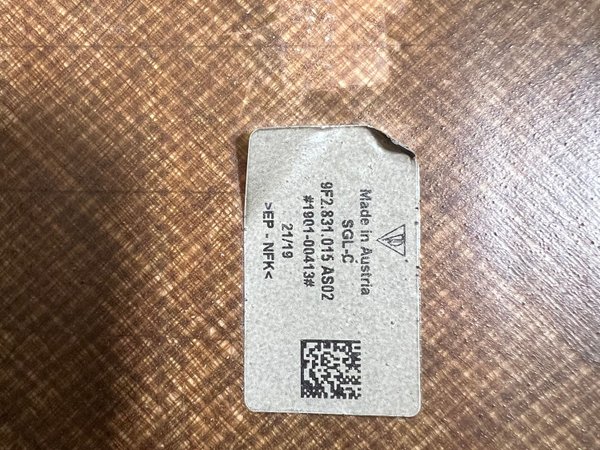 Made in Austria
SGL-C
9F2.831.015 AS02
#1901-00413#
21/19
>EP - NFK<